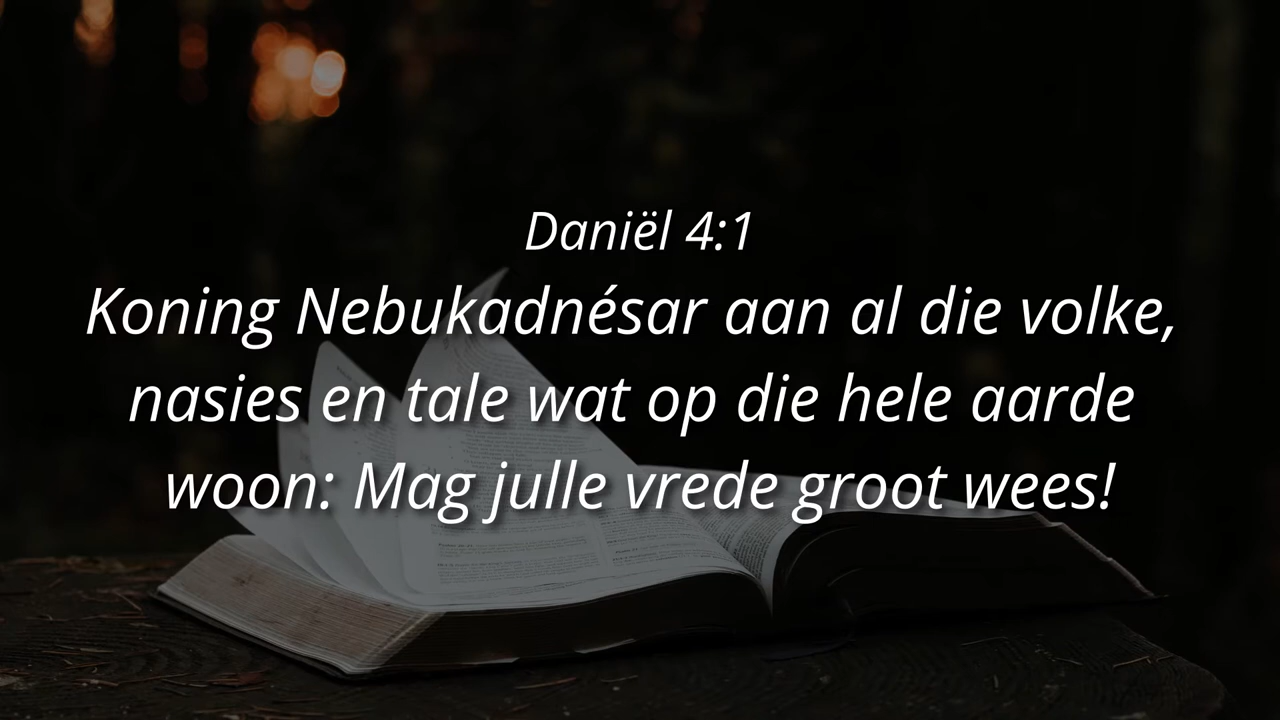 Daniël 4:1
Koning Nebukadnésar aan al die volke,
nasies en tale wat op die hele aarde
woon: Mag julle vrede groot wees!